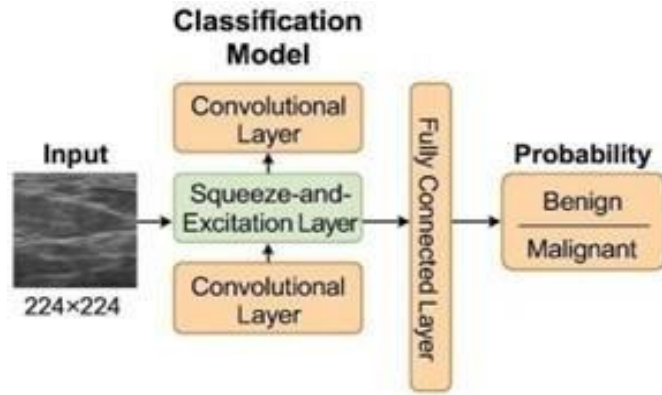 Classification
Model
Input
224×224
Convolutional
Layer
Squeeze-and-
Excitation Layer
Convolutional
Layer
Fully Connected Layer
Probability
Benign
Malignant